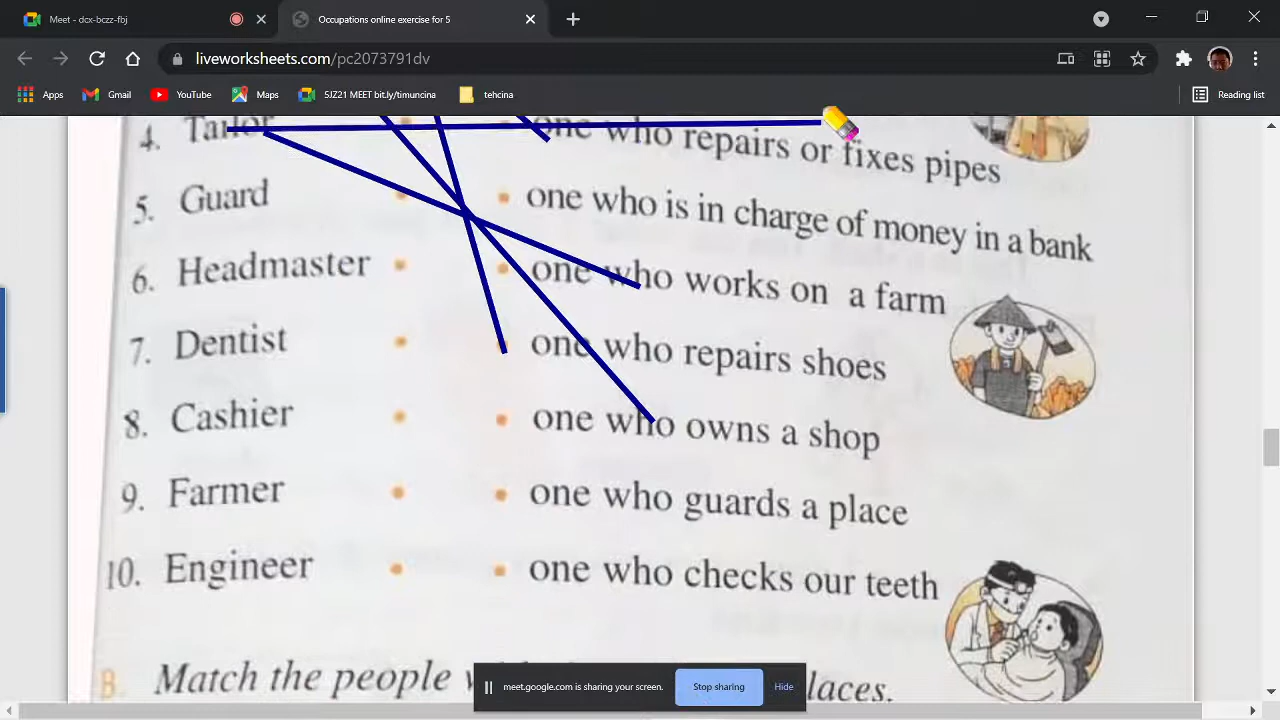 Meet - dcx-bczz-fhj
Occupations online exercise for 5
liveworksheets.com/pc2073791dv
Apps Gmail YouTube Maps 5JZ21 MEET bit.ly/timuncina tehcina Reading list
4. Tailor one who repairs or fixes pipes
5. Guard one who is in charge of money in a bank
6. Headmaster one who works on a farm
7. Dentist one who repairs shoes
8. Cashier one who owns a shop
9. Farmer one who guards a place
10. Engineer one who checks our teeth
B. Match the people laces.
meet.google.com is sharing your screen. Stop sharing Hide